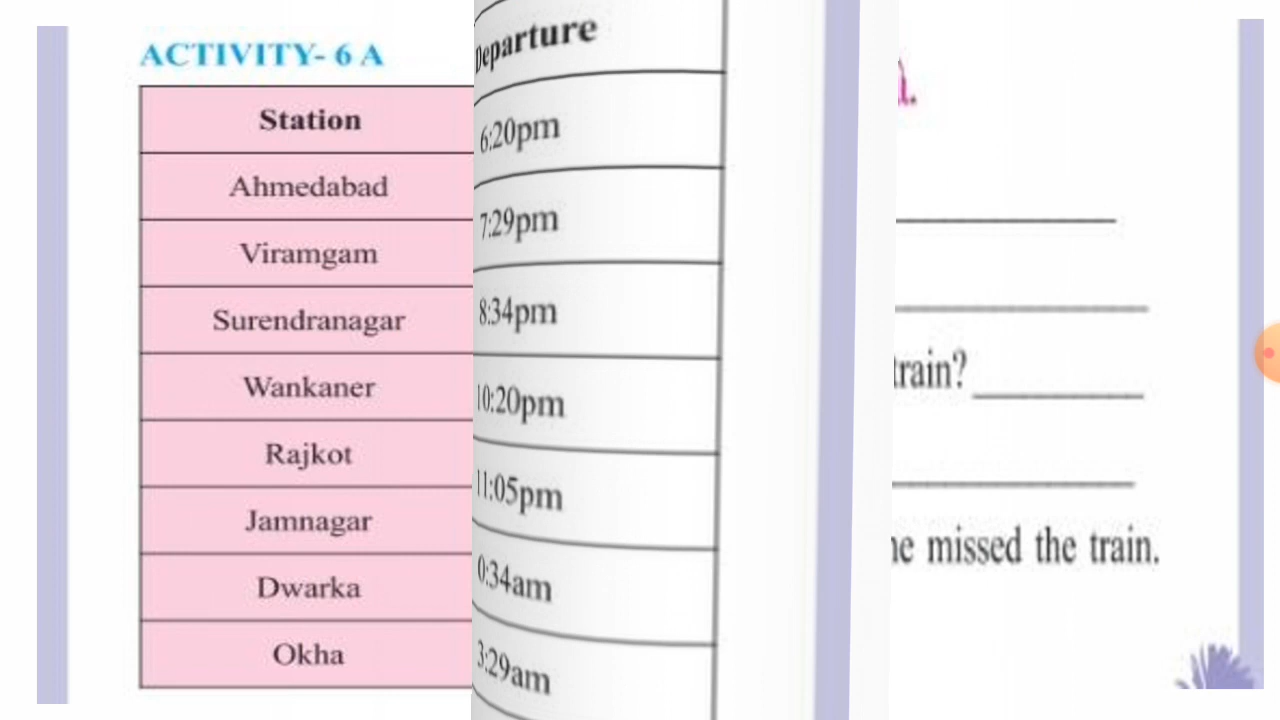 ACTIVITY- 6 A
Station
Ahmedabad
Viramgam
Surendranagar
Wankaner
Rajkot
Jamnagar
Dwarka
Okha
Departure
6:20pm
7:29pm
8:34pm
10:20pm
11:05pm
0:34am
3:29am
train?
missed the train.